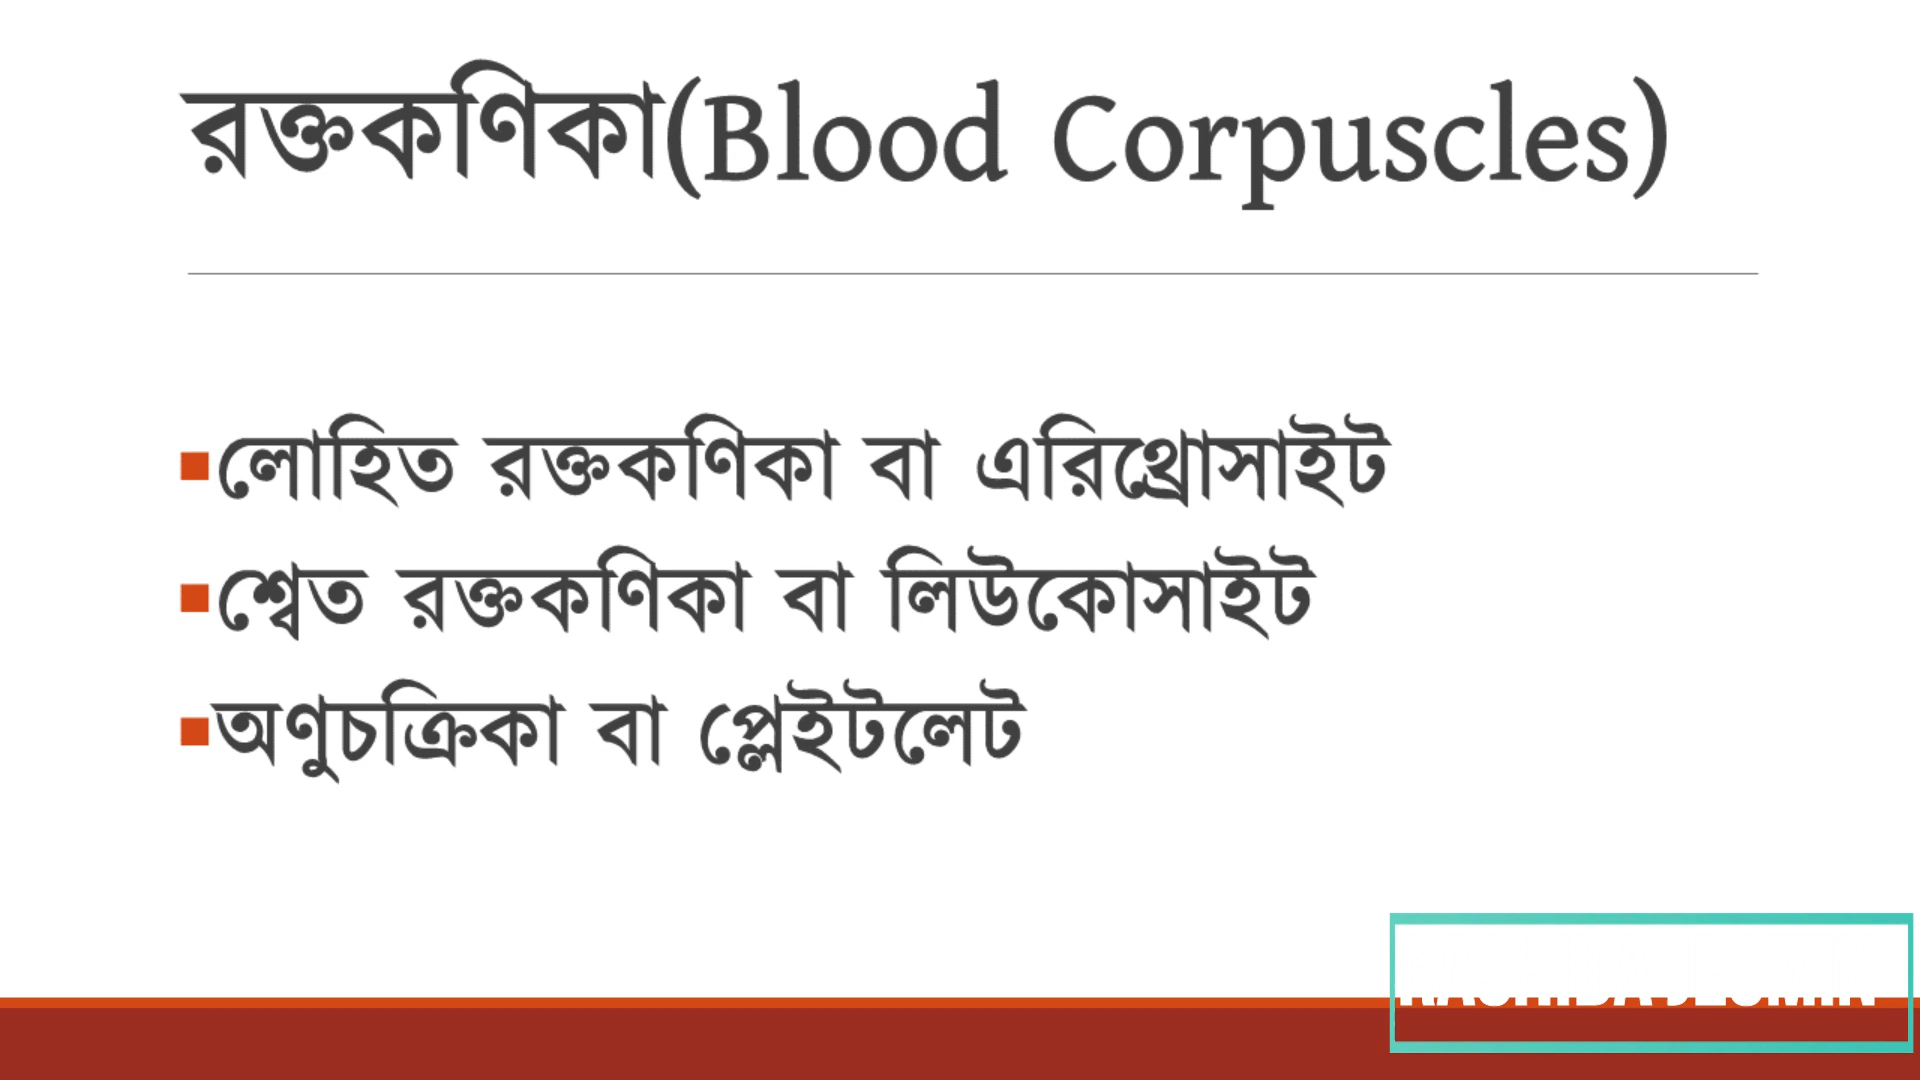 রক্তকণিকা(Blood Corpuscles)
▪লোহিত রক্তকণিকা বা এরিথ্রোসাইট
▪শ্বেত রক্তকণিকা বা লিউকোসাইট
▪অণুচক্রিকা বা প্লেইটলেট